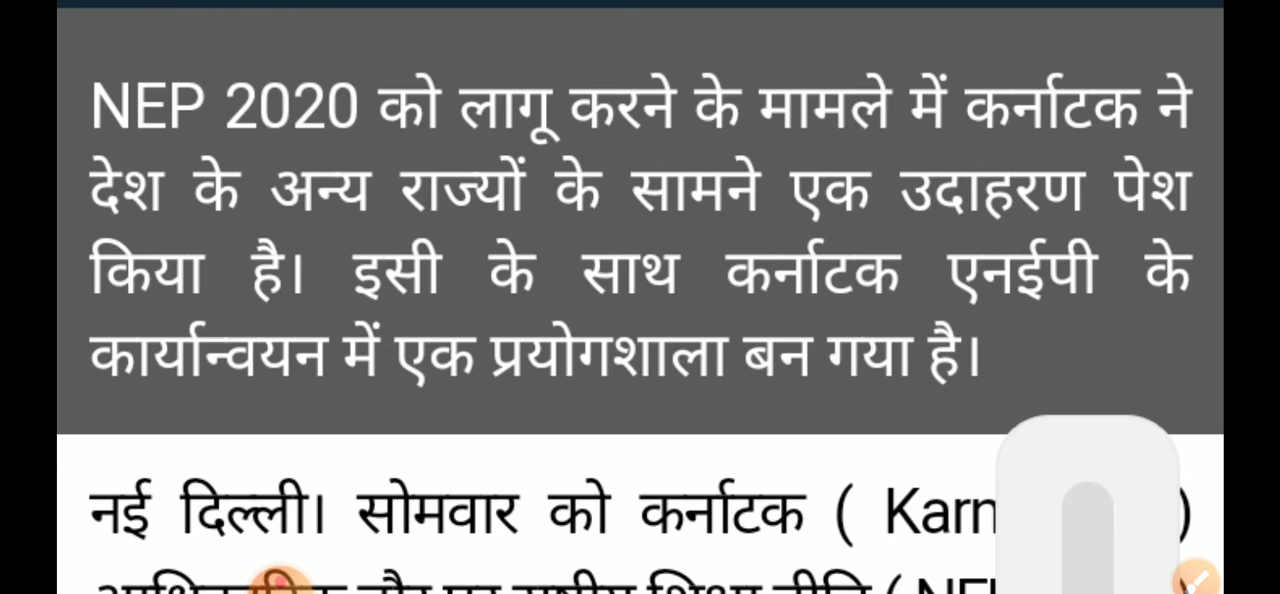 NEP 2020 को लागू करने के मामले में कर्नाटक ने
देश के अन्य राज्यों के सामने एक उदाहरण पेश
किया है। इसी के साथ कर्नाटक एनईपी के
कार्यान्वयन में एक प्रयोगशाला बन गया है।
नई दिल्ली। सोमवार को कर्नाटक ( Karn )
तौर पर राष्ट्रीय शिक्षा नीति (